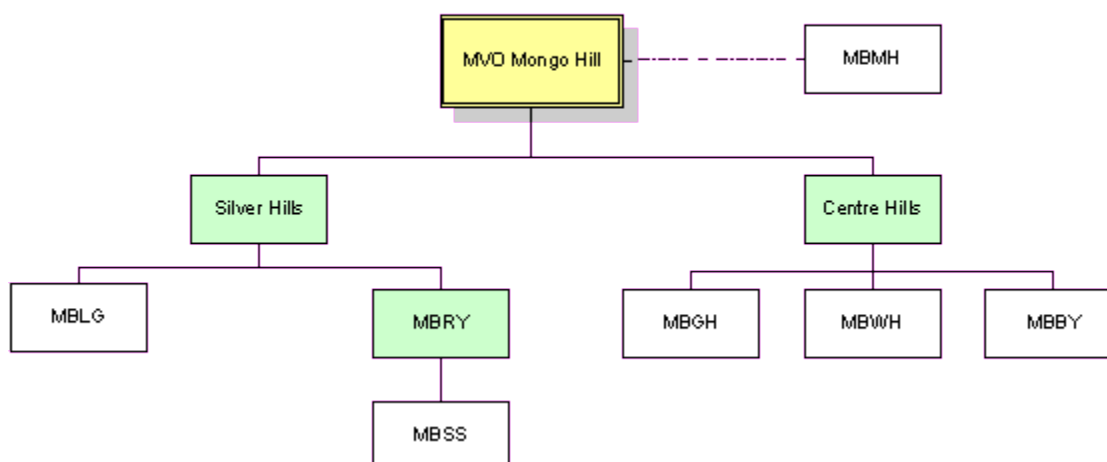 MVO Mongo Hill
MBMH
Silver Hills
Centre Hills
MBLG
MBRY
MBGH
MBWH
MBBY
MBSS